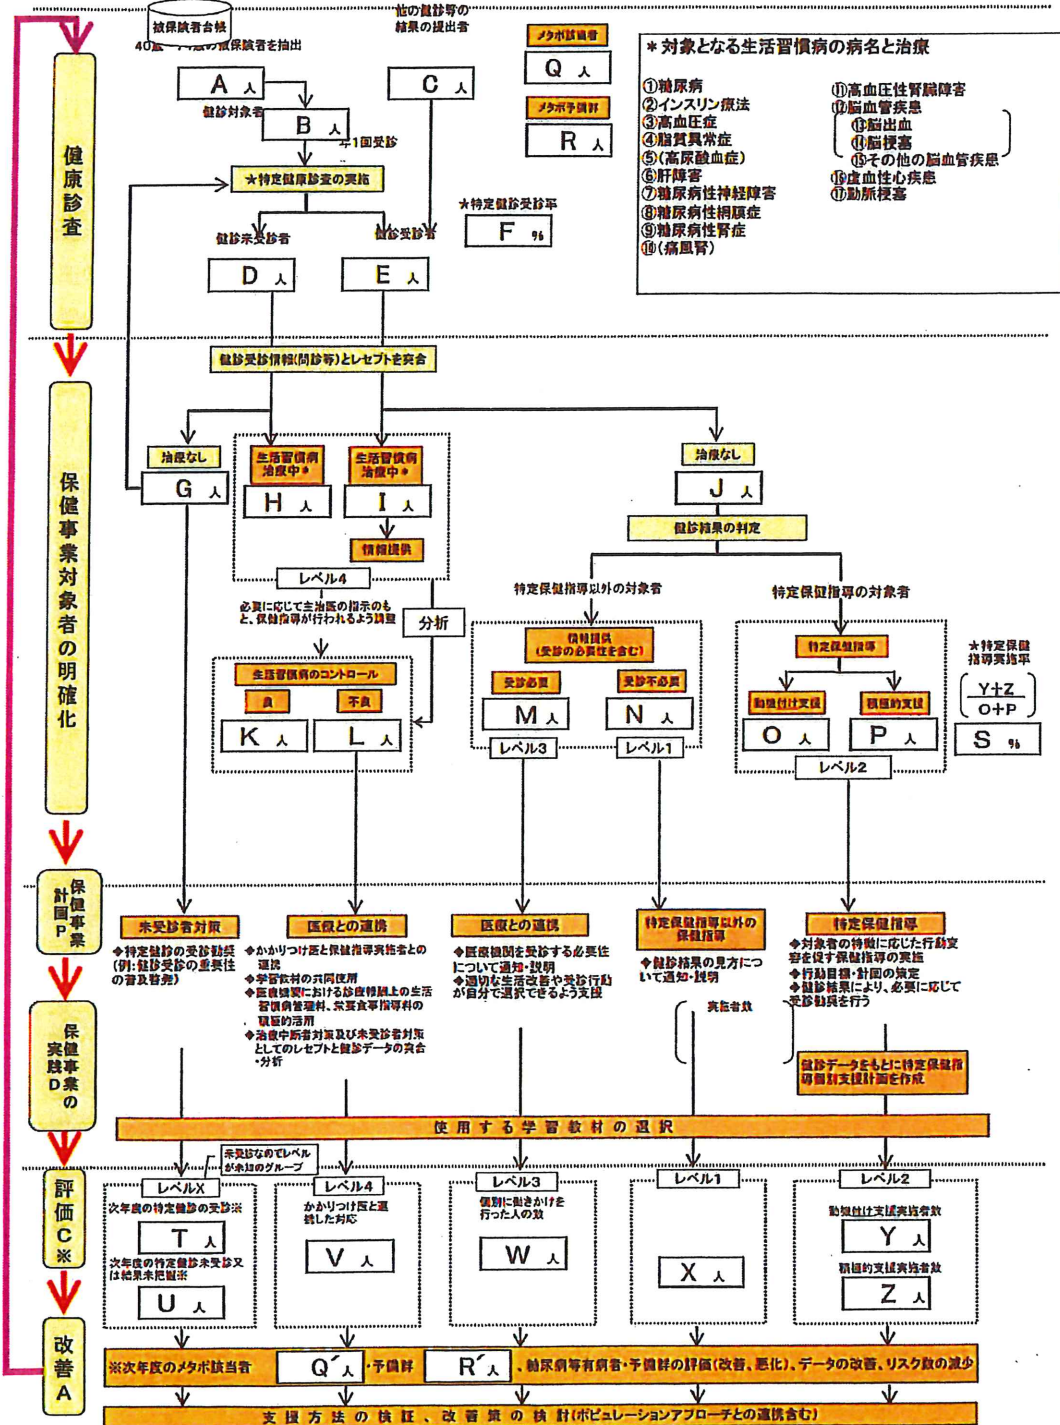 被保険者台帳
他の健診等の
結果の提出者
メタボ該当者
Q 人
メタボ予備群
R 人
A 人
健診対象者
B 人
年1回受診
C 人
★特定健康診査の実施
★特定健診受診率
F %
健診未受診者
健診受診者
D 人
E 人
健康診査
*対象となる生活習慣病の病名と治療
①糖尿病
②インスリン療法
③高血圧症
④脂質異常症
⑤(高尿酸血症)
⑥肝障害
⑦糖尿病性神経障害
⑧糖尿病性網膜症
⑨糖尿病性腎症
⑩(痛風腎)
⑪高血圧性腎臓障害
⑫脳血管疾患
⑬脳出血
⑭脳梗塞
⑮その他の脳血管疾患
⑯虚血性心疾患
⑰動脈梗塞
健診受診情報(問診等)とレセプトを突合
保健事業対象者の明確化
治療なし
G 人
生活習慣病
治療中*
H 人
生活習慣病
治療中*
I 人
情報提供
レベル4
必要に応じて主治医の指示のも
と、保健指導が行われるよう調整
分析
生活習慣病のコントロール
良
不良
K 人
L 人
治療なし
J 人
健診結果の判定
特定保健指導以外の対象者
特定保健指導の対象者
情報提供
(受診の必要性を含む)
受診必要
受診不必要
M 人
N 人
レベル3
レベル1
特定保健指導
動機付け支援
積極的支援
O 人
P 人
レベル2
★特定保健
指導実施率
Y+Z
O+P
S %
保健事業
計画P
未受診者対策
◆特定健診の受診勧奨
(例:健診受診の重要性
の普及啓発)
医療との連携
◆かかりつけ医と保健指導実施者との
連携
◆学習教材の共同使用
◆医療機関における診療報酬上の生活
習慣病管理料、栄養食事指導料の
積極的活用
◆治療中断者対策及び未受診者対策
としてのレセプトと健診データの突合
・分析
医療との連携
◆医療機関を受診する必要性
について通知・説明
◆適切な生活改善や受診行動
が自分で選択できるよう支援
特定保健指導以外の
保健指導
◆健診結果の見方につ
いて通知・説明
実施者数
特定保健指導
◆対象者の特徴に応じた行動変
容を促す保健指導の実施
◆行動目標・計画の策定
◆健診結果により、必要に応じて
受診勧奨を行う
健診データをもとに特定保健指
導個別支援計画を作成
保健事業の
実践D
使用する学習教材の選択
評価C※
未受診なのでレベル
が未知のグループ
レベルX
次年度の特定健診の受診※
T 人
次年度の特定健診未受診又
は結果未把握※
U 人
レベル4
かかりつけ医と連
携した対応
V 人
レベル3
個別に働きかけを
行った人の数
W 人
レベル1
X 人
レベル2
動機付け支援実施者数
Y 人
積極的支援実施者数
Z 人
改善A
※次年度のメタボ該当者 Q´人 ・予備群 R´人 、糖尿病等有病者・予備群の評価(改善、悪化)、データの改善、リスク数の減少
支援方法の検証、改善策の検討(ポピュレーションアプローチとの連携含む)